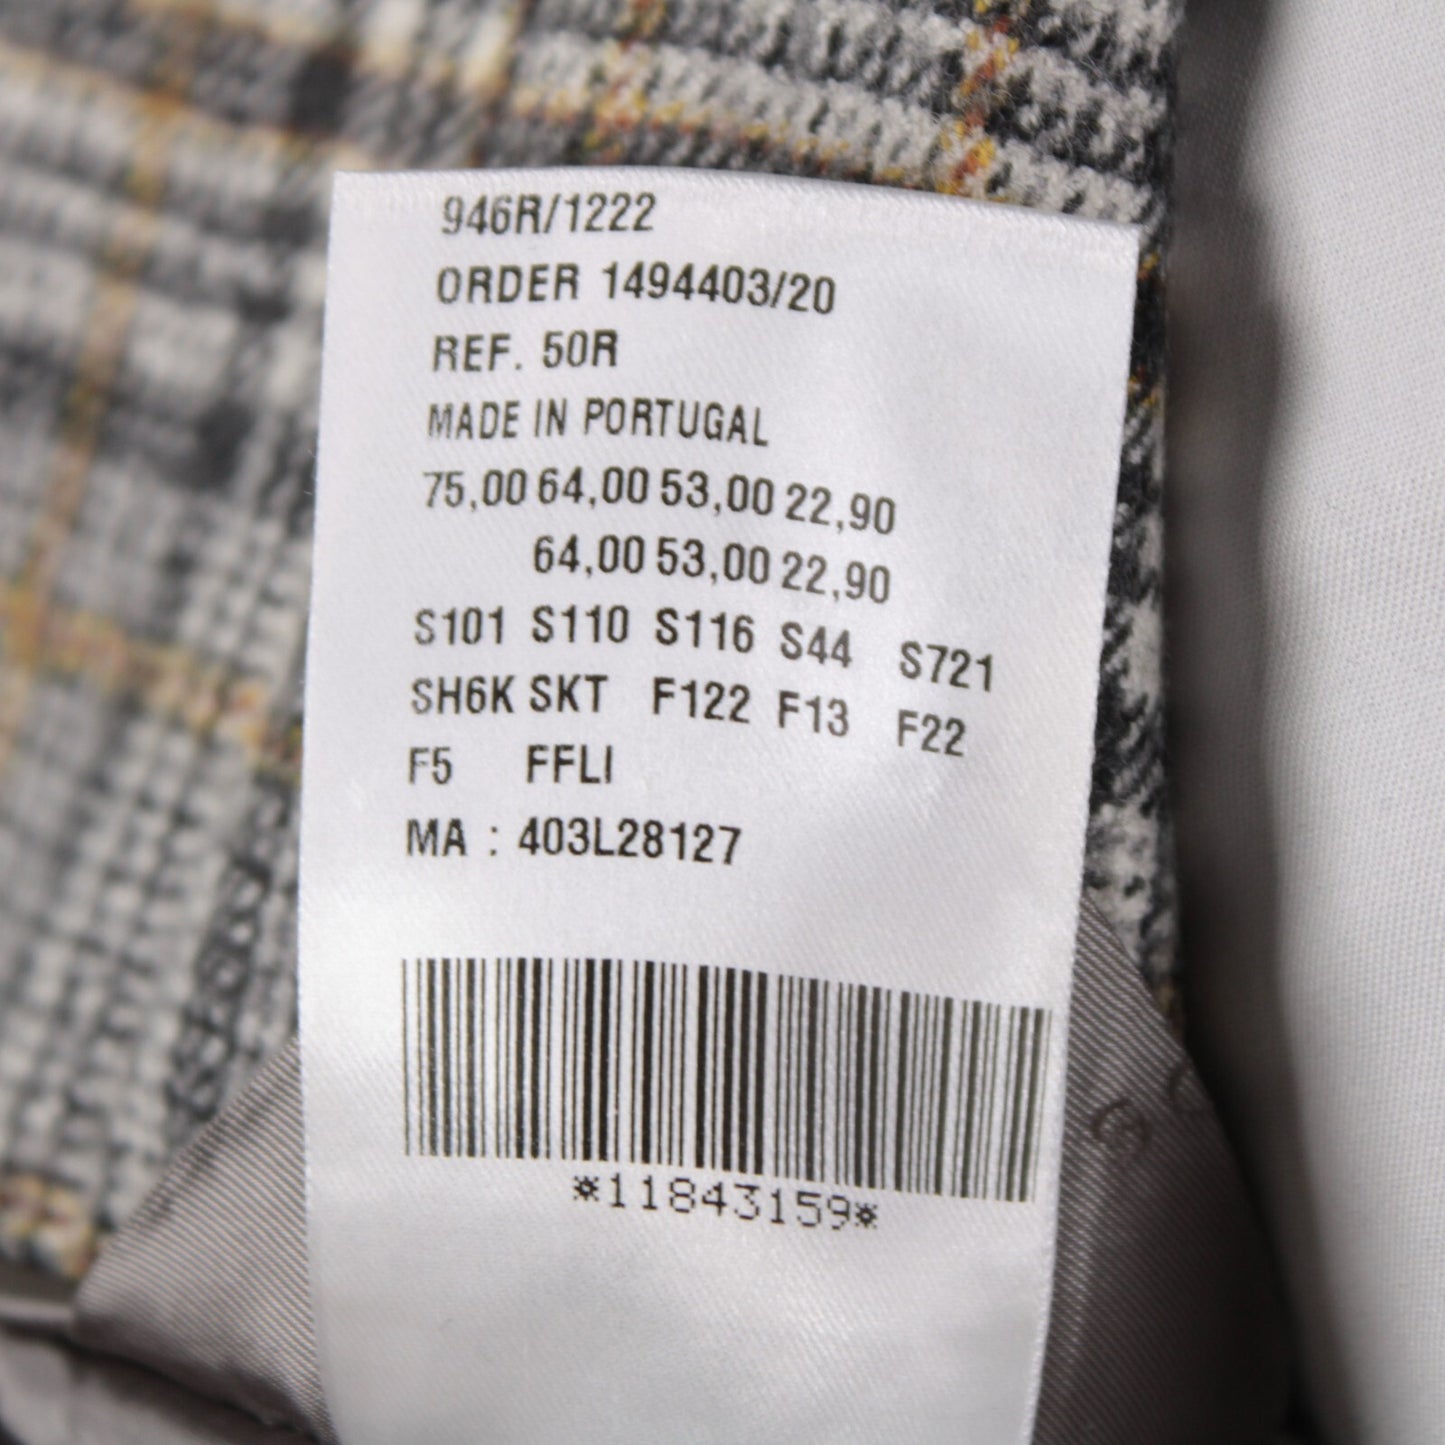 946R/1222
ORDER 1494403/20
REF. 50R
MADE IN PORTUGAL
75,00 64,00 53,00 22,90
64,00 53,00 22,90
S101 S110 S116 S44 S721
SH6K SKT F122 F13 F22
F5 FFLI
MA : 403L28127
*11843159*